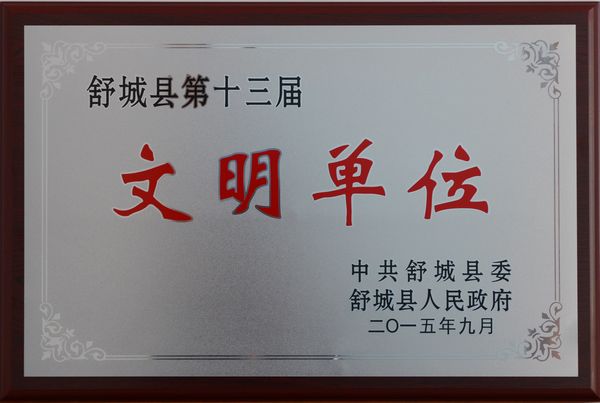 舒城县第十三届
文明单位
中共舒城县委
舒城县人民政府
二〇一五年九月